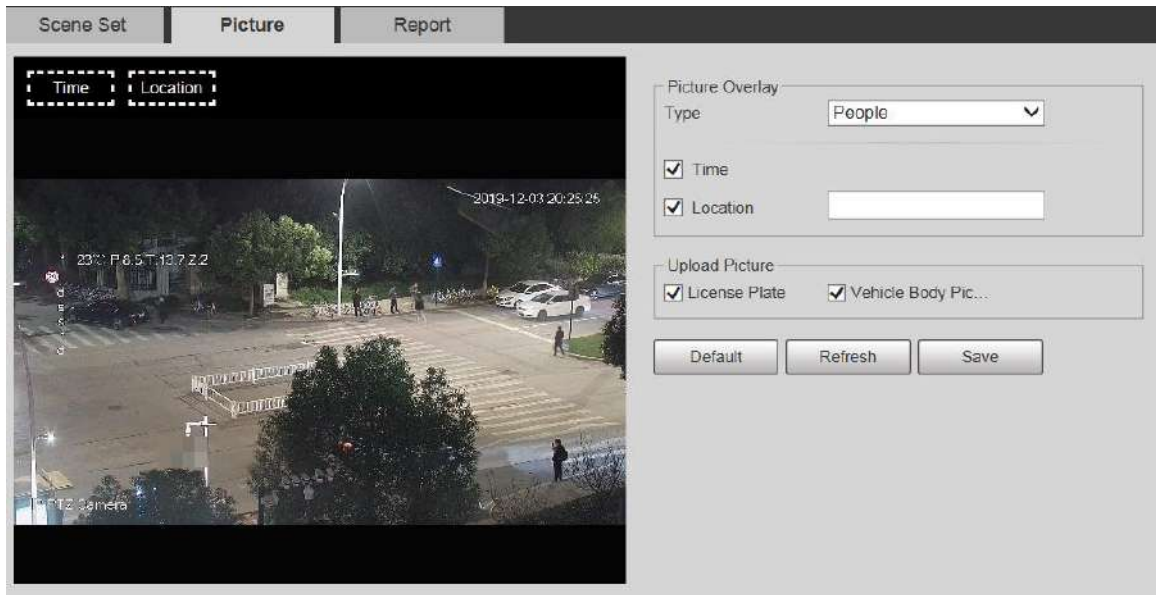 Scene Set
Picture
Report
Time
Location
Picture Overlay
Type
People
Time
Location
2019-12-03 20:25:25
Upload Picture
License Plate
Vehicle Body Pic...
Default
Refresh
Save
PTZ Camera